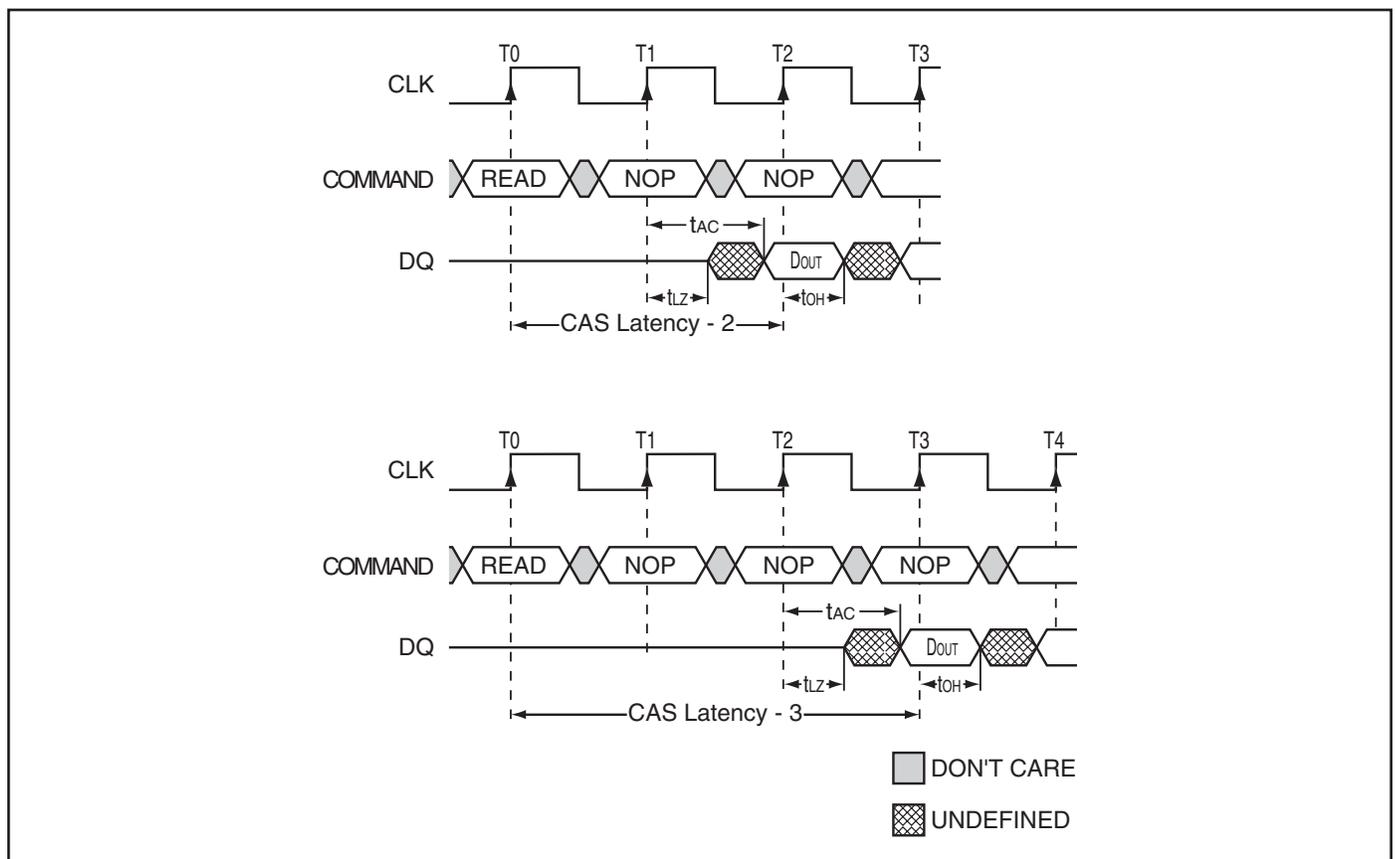 T0 T1 T2 T3
CLK
COMMAND READ NOP NOP
tAC
DQ DOUT
tLZ tOH
CAS Latency - 2
T0 T1 T2 T3 T4
CLK
COMMAND READ NOP NOP NOP
tAC
DQ DOUT
tLZ tOH
CAS Latency - 3
DON'T CARE
UNDEFINED